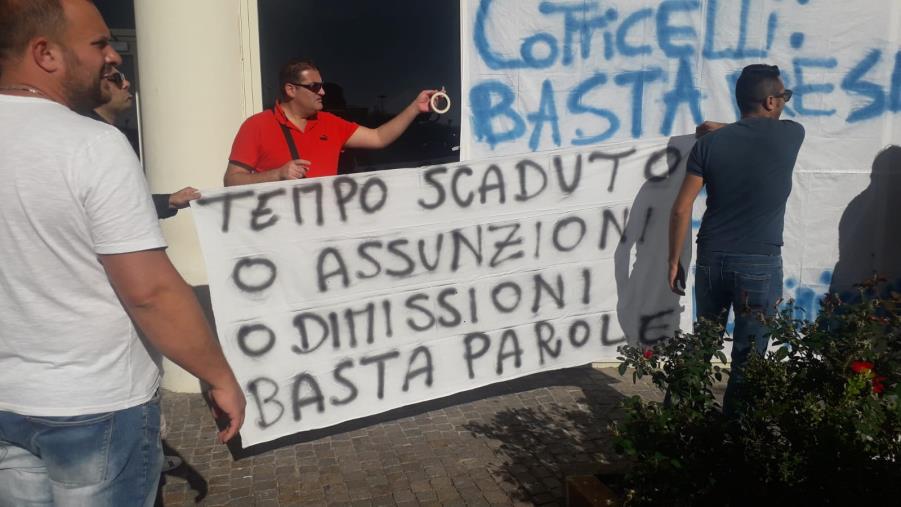 COTTICELLI:
BASTA
TEMPO SCADUTO
O ASSUNZIONI
O DIMISSIONI
BASTA PAROLE